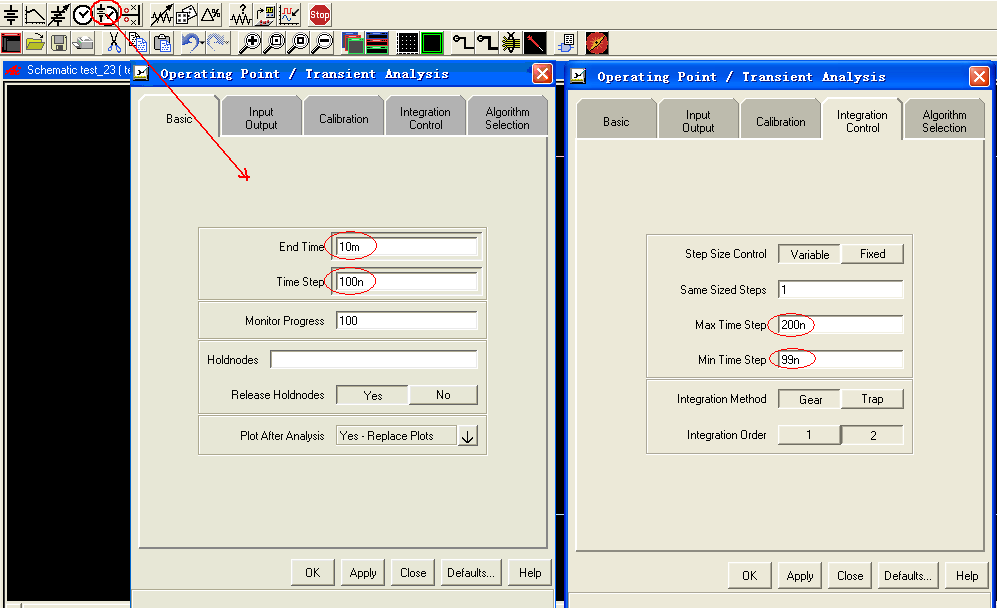 Stop
Schematic test_23 ( te
Operating Point / Transient Analysis
Basic
Input
Output
Calibration
Integration
Control
Algorithm
Selection
End Time 10m
Time Step 100n
Monitor Progress 100
Holdnodes
Release Holdnodes Yes No
Plot After Analysis Yes - Replace Plots
OK Apply Close Defaults... Help
Operating Point / Transient Analysis
Basic
Input
Output
Calibration
Integration
Control
Algorithm
Selection
Step Size Control Variable Fixed
Same Sized Steps 1
Max Time Step 200n
Min Time Step 99n
Integration Method Gear Trap
Integration Order 1 2
OK Apply Close Defaults... Help